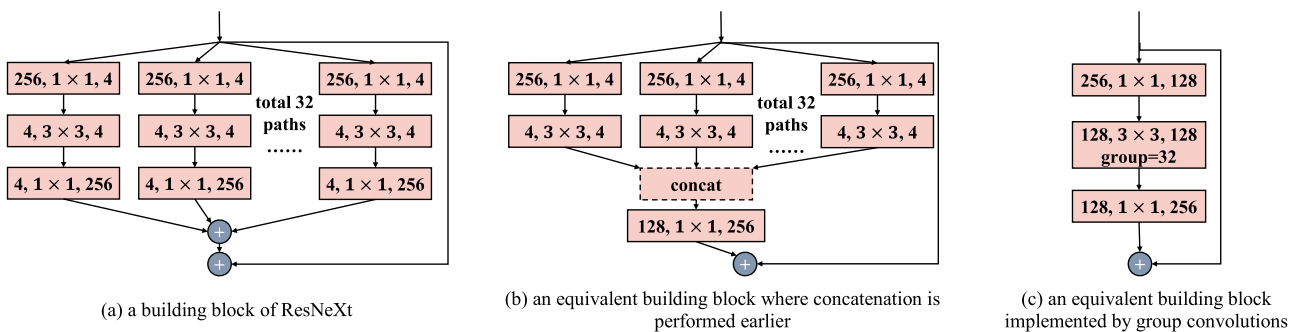 256, 1 × 1, 4
256, 1 × 1, 4
256, 1 × 1, 4
total 32
paths
......
4, 3 × 3, 4
4, 3 × 3, 4
4, 3 × 3, 4
4, 1 × 1, 256
4, 1 × 1, 256
4, 1 × 1, 256
+
+
(a) a building block of ResNeXt
256, 1 × 1, 4
256, 1 × 1, 4
256, 1 × 1, 4
total 32
paths
......
4, 3 × 3, 4
4, 3 × 3, 4
4, 3 × 3, 4
concat
128, 1 × 1, 256
+
(b) an equivalent building block where concatenation is
performed earlier
256, 1 × 1, 128
128, 3 × 3, 128
group=32
128, 1 × 1, 256
+
(c) an equivalent building block
implemented by group convolutions